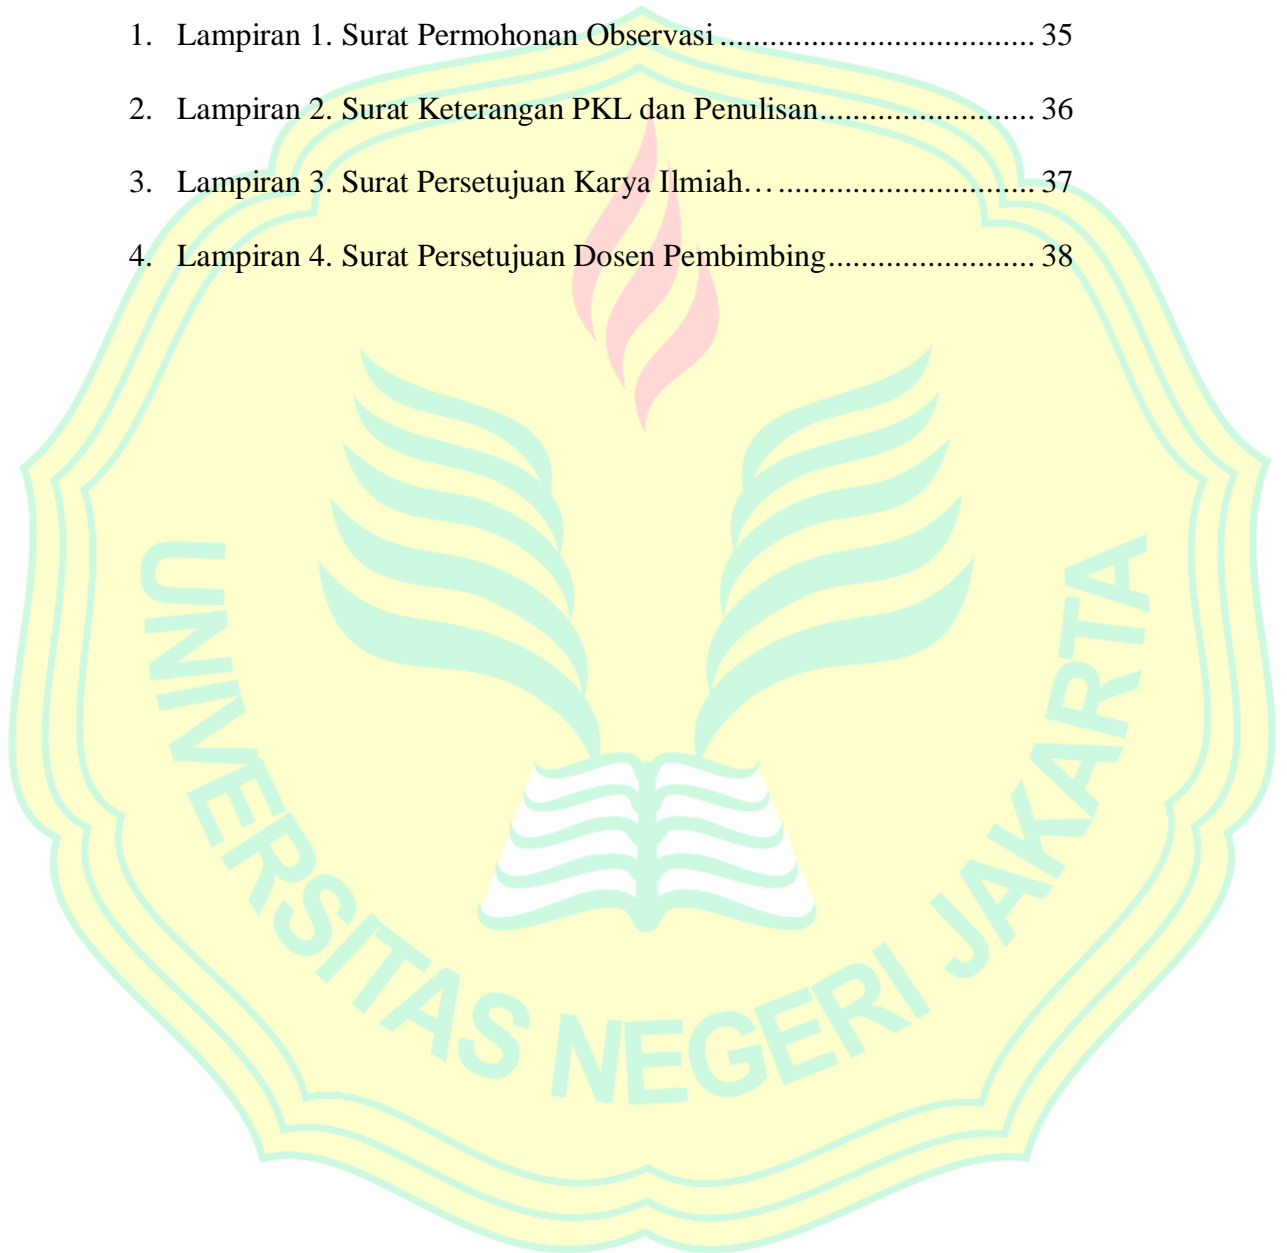 1. Lampiran 1. Surat Permohonan Observasi ...................................... 35
2. Lampiran 2. Surat Keterangan PKL dan Penulisan.......................... 36
3. Lampiran 3. Surat Persetujuan Karya Ilmiah… ............................... 37
4. Lampiran 4. Surat Persetujuan Dosen Pembimbing......................... 38
UNIVERSITAS NEGERI JAKARTA